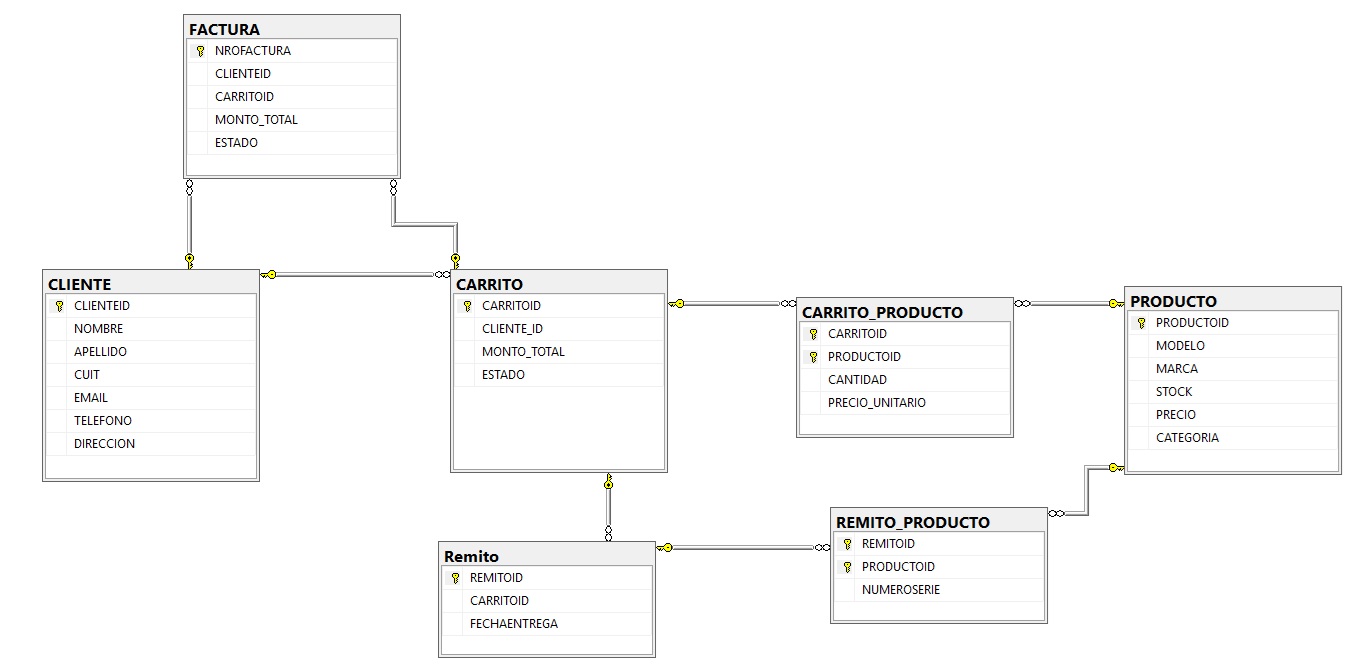 FACTURA
NROFACTURA
CLIENTEID
CARRITOID
MONTO_TOTAL
ESTADO
CLIENTE
CLIENTEID
NOMBRE
APELLIDO
CUIT
EMAIL
TELEFONO
DIRECCION
CARRITO
CARRITOID
CLIENTE_ID
MONTO_TOTAL
ESTADO
CARRITO_PRODUCTO
CARRITOID
PRODUCTOID
CANTIDAD
PRECIO_UNITARIO
PRODUCTO
PRODUCTOID
MODELO
MARCA
STOCK
PRECIO
CATEGORIA
Remito
REMITOID
CARRITOID
FECHAENTREGA
REMITO_PRODUCTO
REMITOID
PRODUCTOID
NUMEROSERIE